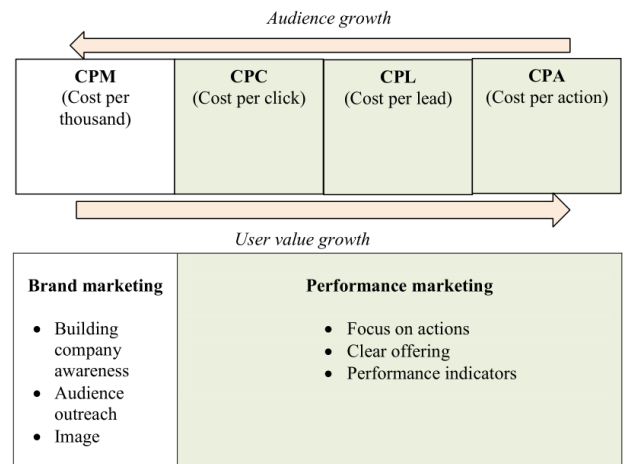 Audience growth
CPM
(Cost per
thousand)
CPC
(Cost per click)
CPL
(Cost per lead)
CPA
(Cost per action)
User value growth
Brand marketing
• Building
company
awareness
• Audience
outreach
• Image
Performance marketing
• Focus on actions
• Clear offering
• Performance indicators